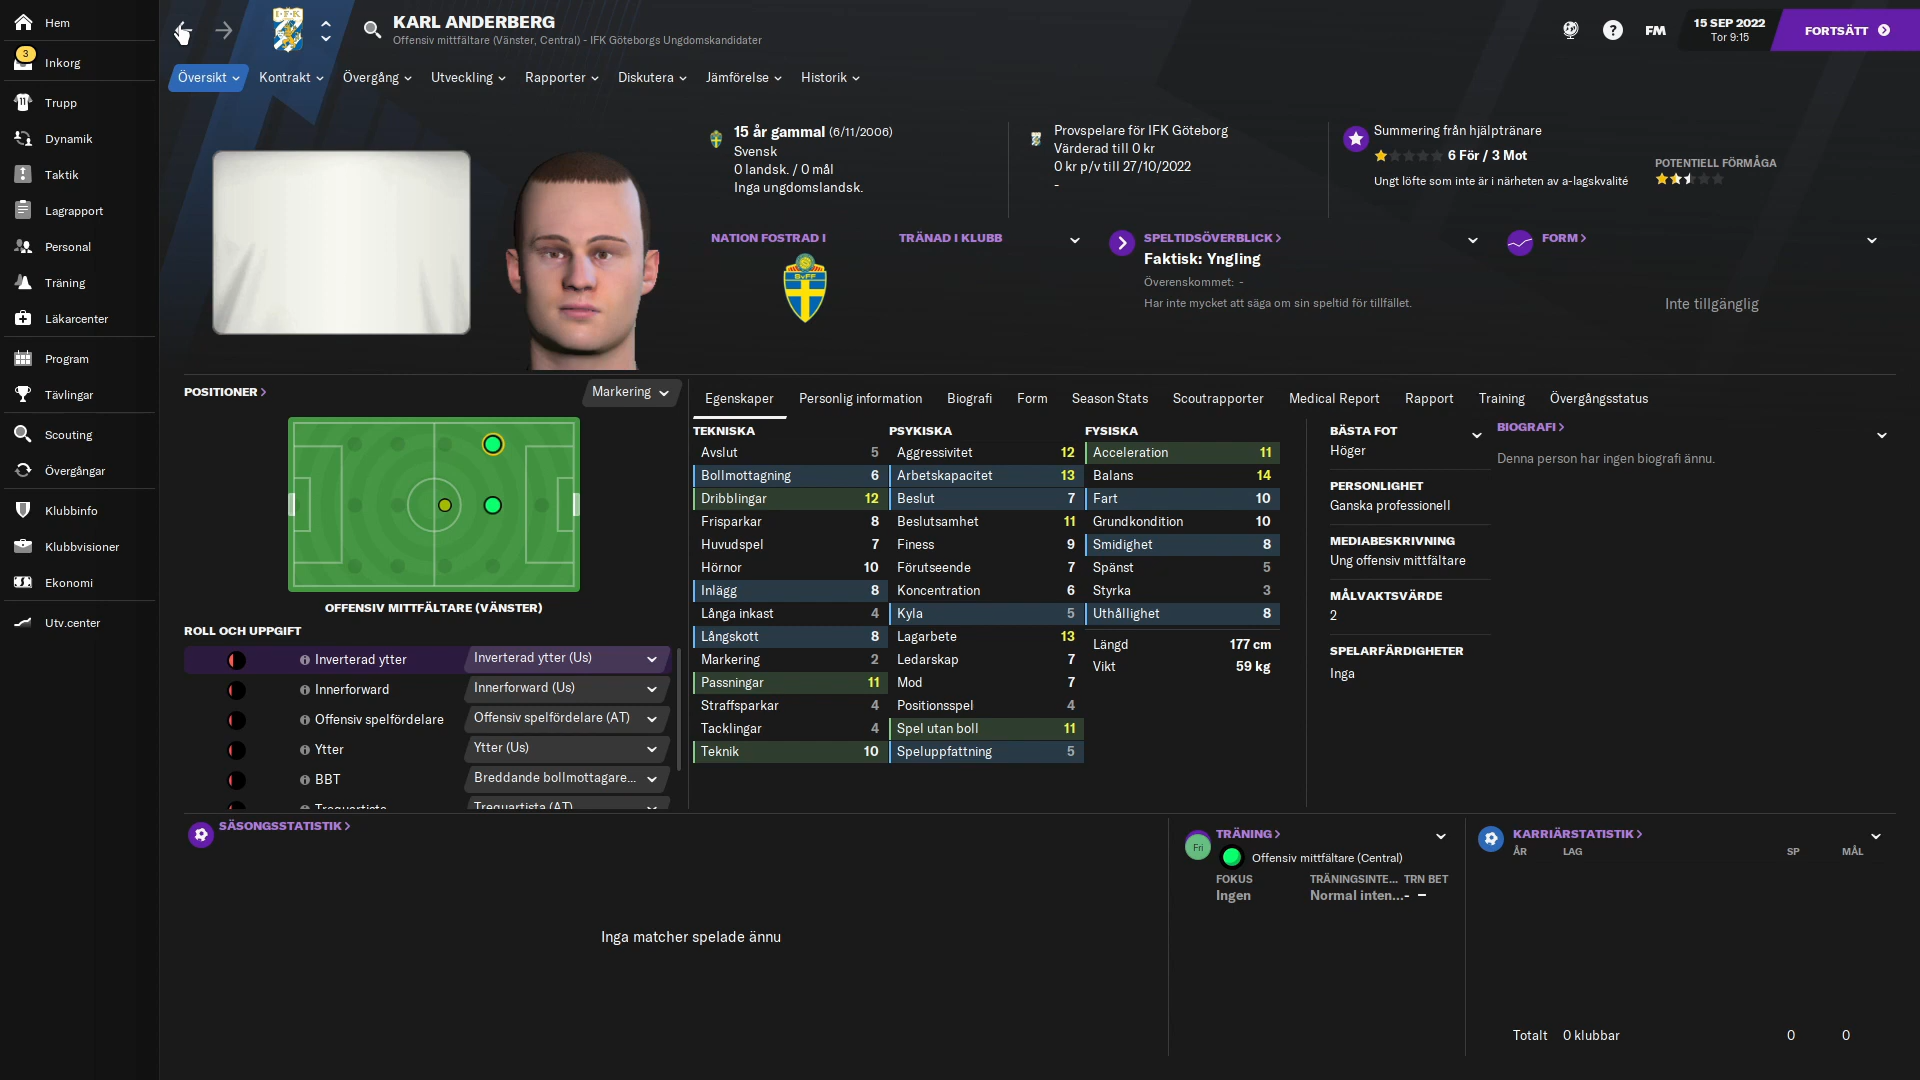 Hem
3
Inkorg
Trupp
Dynamik
Taktik
Lagrapport
Personal
Träning
Läkarcenter
Program
Tävlingar
Scouting
Övergångar
Klubbinfo
Klubbvisioner
Ekonomi
Utv.center
KARL ANDERBERG
Offensiv mittfältare (Vänster, Central) - IFK Göteborgs Ungdomskandidater
FM
15 SEP 2022
Tor 9:15
FORTSÄTT
Översikt
Kontrakt
Övergång
Utveckling
Rapporter
Diskutera
Jämförelse
Historik
15 år gammal (6/11/2006)
Svensk
0 landsk. / 0 mål
Inga ungdomslandsk.
Provspelare för IFK Göteborg
Värderad till 0 kr
0 kr p/v till 27/10/2022
-
Summering från hjälptränare
6 För / 3 Mot
Ungt löfte som inte är i närheten av a-lagskvalité
POTENTIELL FÖRMÅGA
NATION FOSTRAD I
TRÄNAD I KLUBB
SPELTIDSÖVERBLICK
Faktisk: Yngling
Överenskommet: -
Har inte mycket att säga om sin speltid för tillfället.
FORM
Inte tillgänglig
POSITIONER
Markering
OFFENSIV MITTFÄLTARE (VÄNSTER)
ROLL OCH UPPGIFT
Inverterad ytter Inverterad ytter (Us)
Innerforward Innerforward (Us)
Offensiv spelfördelare Offensiv spelfördelare (AT)
Ytter Ytter (Us)
BBT Breddande bollmottagare...
Trequartista Trequartista (AT)
Egenskaper
Personlig information
Biografi
Form
Season Stats
Scoutrapporter
Medical Report
Rapport
Training
Övergångsstatus
TEKNISKA
Avslut 5
Bollmottagning 6
Dribblingar 12
Frisparkar 8
Huvudspel 7
Hörnor 10
Inlägg 8
Långa inkast 4
Långskott 8
Markering 2
Passningar 11
Straffsparkar 4
Tacklingar 4
Teknik 10
PSYKISKA
Aggressivitet 12
Arbetskapacitet 13
Beslut 7
Beslutsamhet 11
Finess 9
Förutseende 7
Koncentration 6
Kyla 5
Lagarbete 13
Ledarskap 7
Mod 7
Positionsspel 4
Spel utan boll 11
Speluppfattning 5
FYSISKA
Acceleration 11
Balans 14
Fart 10
Grundkondition 10
Smidighet 8
Spänst 5
Styrka 3
Uthållighet 8
Längd 177 cm
Vikt 59 kg
BÄSTA FOT
Höger
PERSONLIGHET
Ganska professionell
MEDIABESKRIVNING
Ung offensiv mittfältare
MÅLVAKTSVÄRDE
2
SPELARFÄRDIGHETER
Inga
BIOGRAFI
Denna person har ingen biografi ännu.
SÄSONGSSTATISTIK
Inga matcher spelade ännu
Fri
TRÄNING
Offensiv mittfältare (Central)
FOKUS TRÄNINGSINTE... TRN BET
Ingen Normal inten...- –
KARRIÄRSTATISTIK
ÅR LAG SP MÅL
Totalt 0 klubbar 0 0